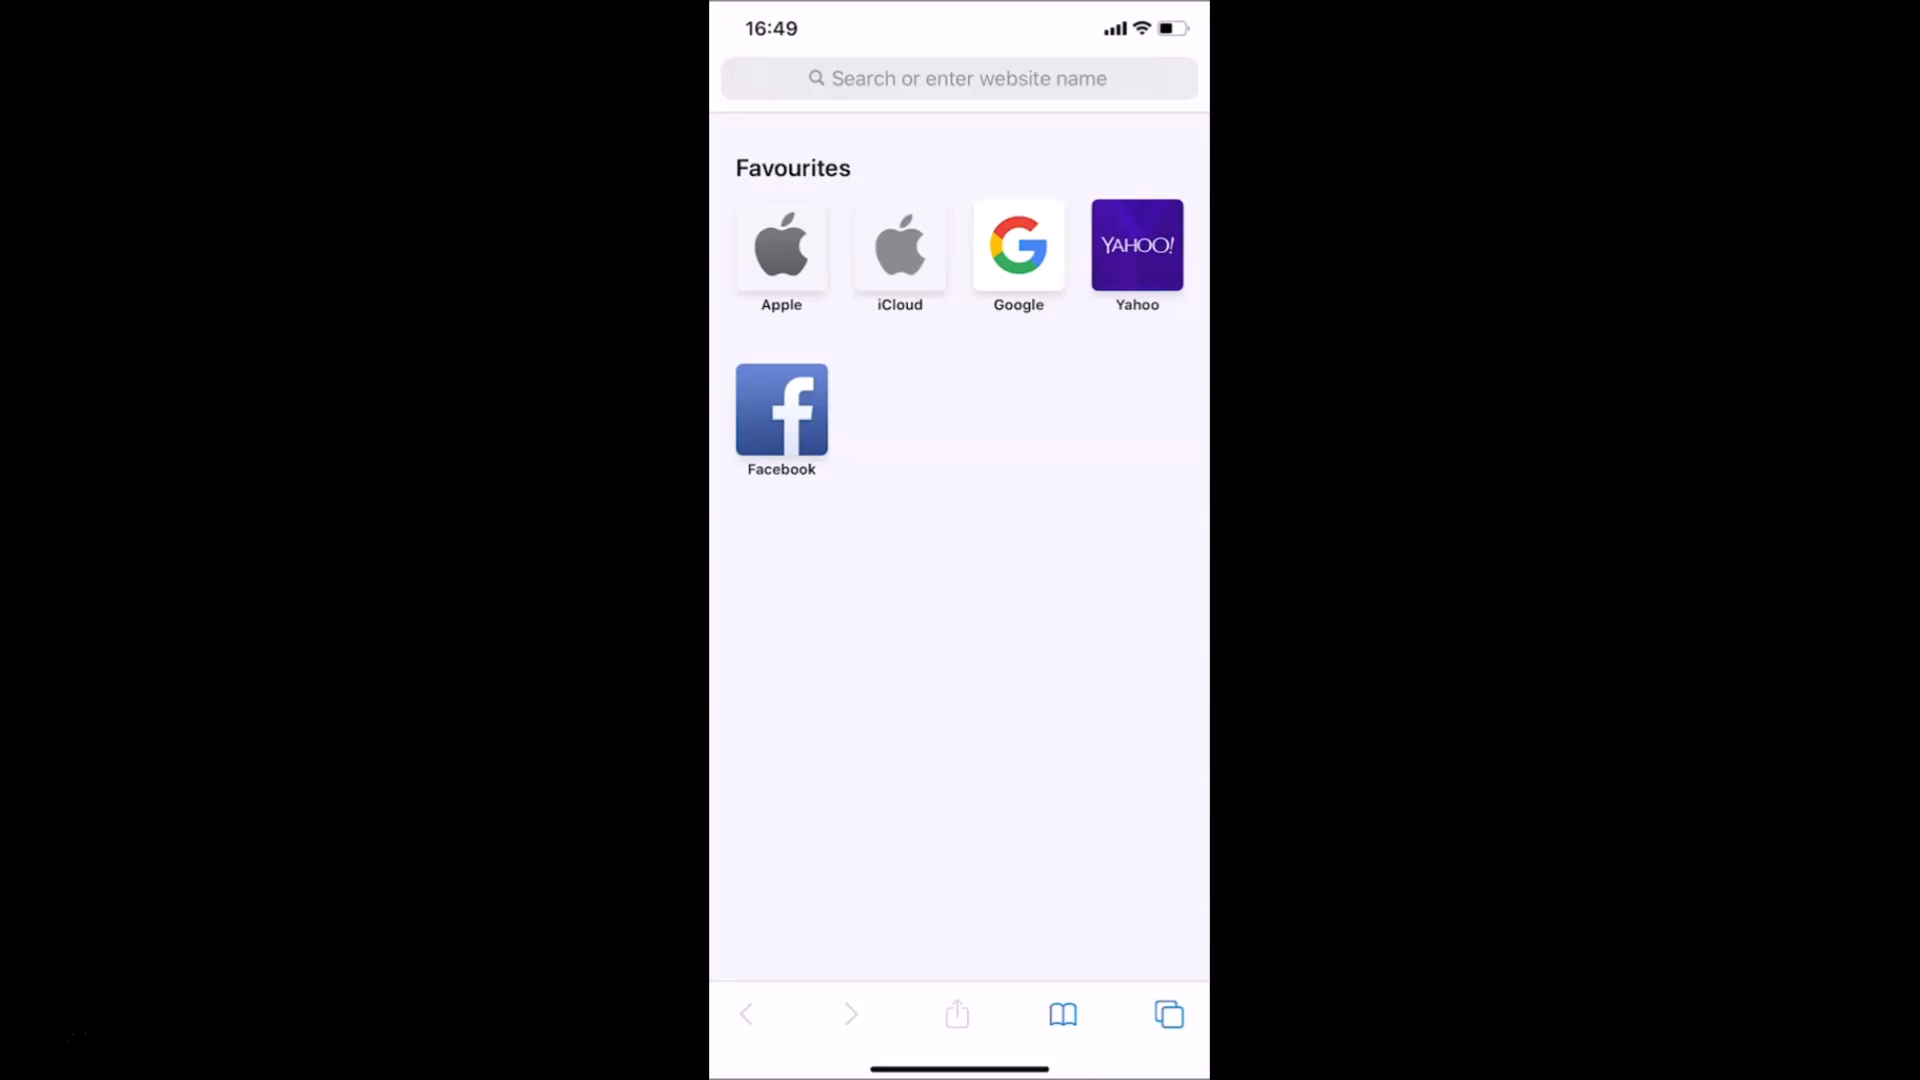 16:49
Search or enter website name
Favourites
YAHOO!
Apple iCloud Google Yahoo
Facebook